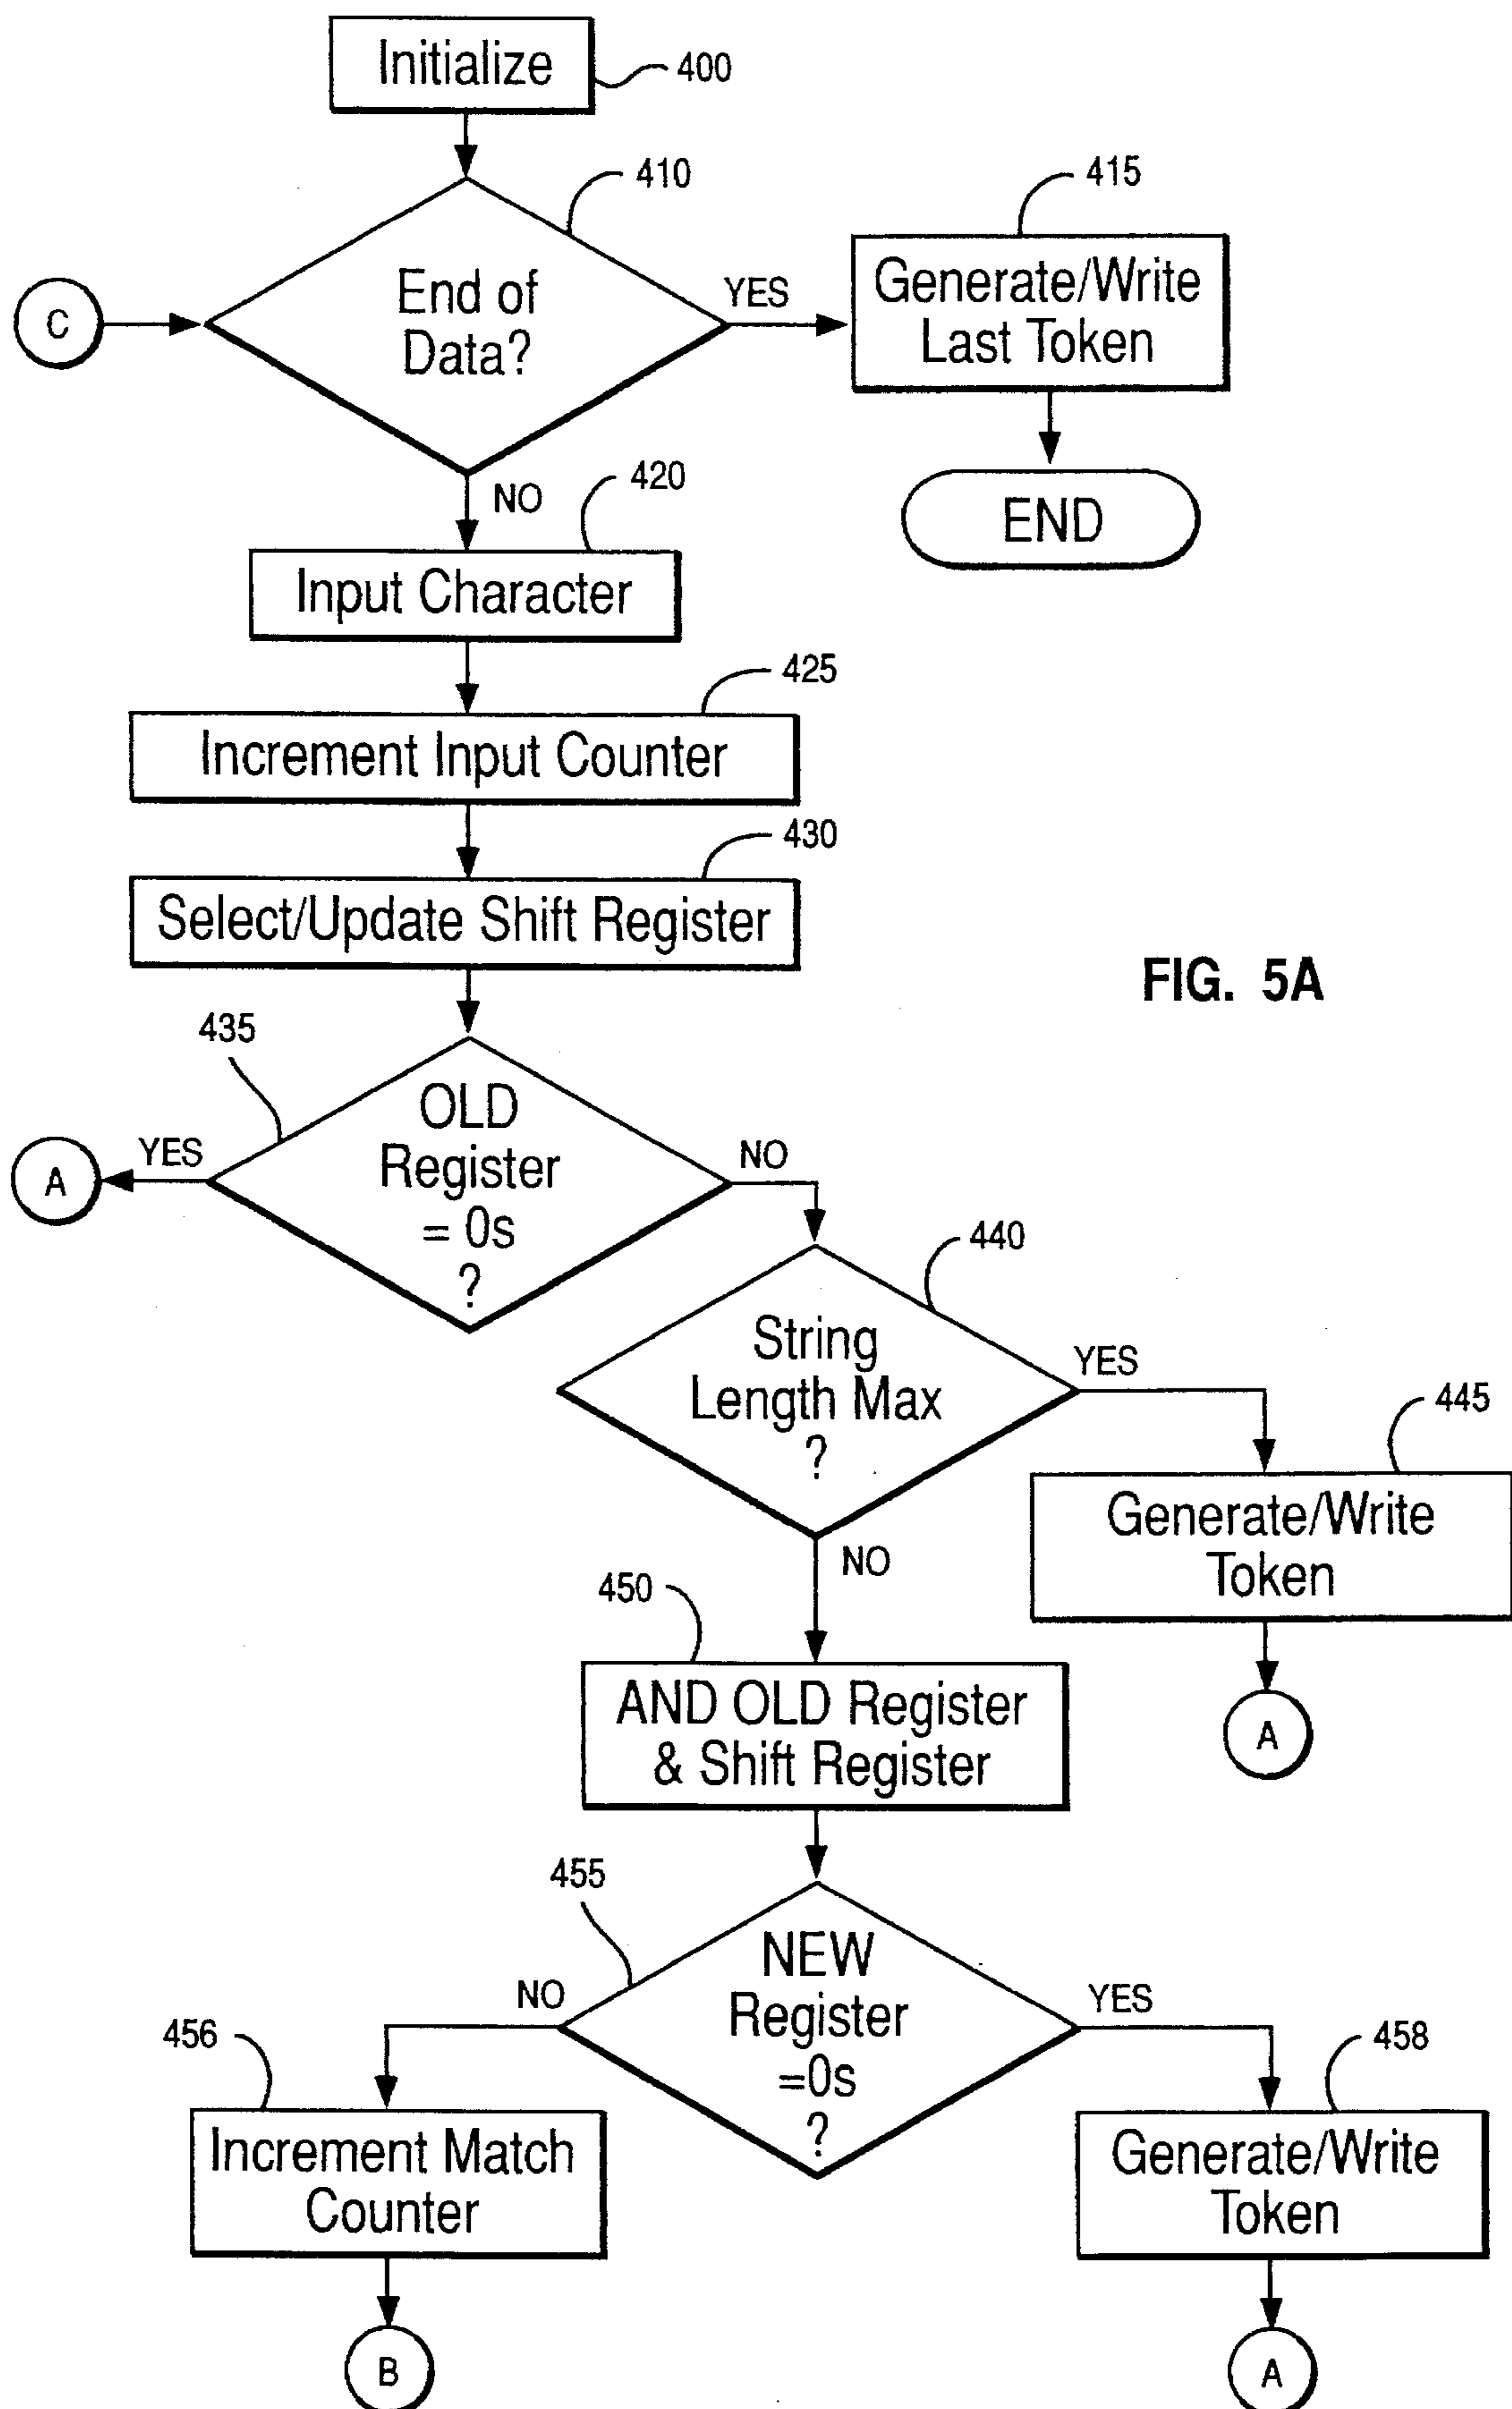 Initialize
400
410
415
C
End of
Data?
YES
Generate/Write
Last Token
NO
420
END
Input Character
425
Increment Input Counter
430
Select/Update Shift Register
FIG. 5A
435
OLD
Register
= 0s
?
YES
A
NO
440
String
Length Max
?
YES
445
Generate/Write
Token
NO
A
450
AND OLD Register
& Shift Register
455
NEW
Register
=0s
?
NO
YES
456
458
Increment Match
Counter
Generate/Write
Token
B
A